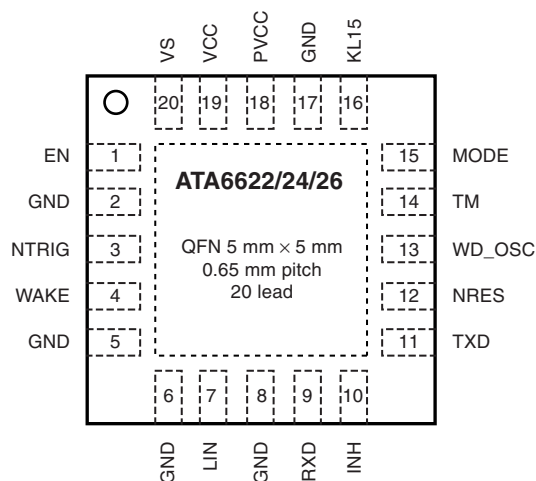 VS VCC PVCC GND KL15
20 19 18 17 16
EN 1 15 MODE
ATA6622/24/26
GND 2 14 TM
NTRIG 3 QFN 5 mm × 5 mm 13 WD_OSC
0.65 mm pitch
WAKE 4 20 lead 12 NRES
GND 5 11 TXD
6 7 8 9 10
GND LIN GND RXD INH